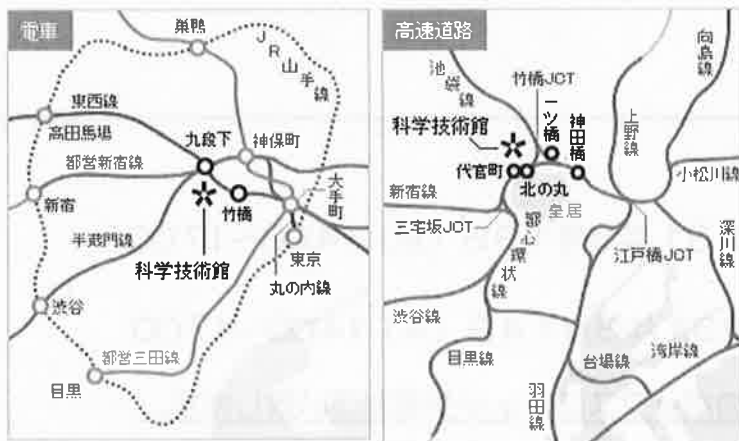 電車
巣鴨
JR山手線
東西線
高田馬場
九段下
神保町
都営新宿線
大手町
新宿
竹橋
半蔵門線
科学技術館
東京
丸の内線
渋谷
都営三田線
目黒
高速道路
池袋線
竹橋JCT
一ツ橋
神田橋
向島線
上野線
科学技術館
代官町
北の丸
小松川線
新宿線
皇居
三宅坂JCT
都心環状線
江戸橋JCT
深川線
渋谷線
目黒線
羽田線
台場線
湾岸線